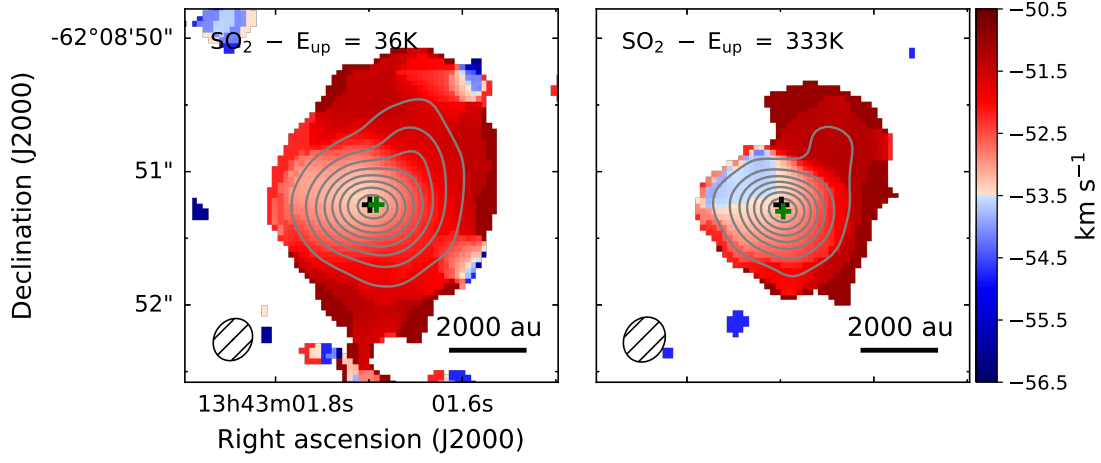 SO₂ − E_up = 36K
SO₂ − E_up = 333K
-62°08'50"
51"
52"
Declination (J2000)
2000 au
2000 au
13h43m01.8s
01.6s
Right ascension (J2000)
−50.5
−51.5
−52.5
−53.5
−54.5
−55.5
−56.5
km s⁻¹